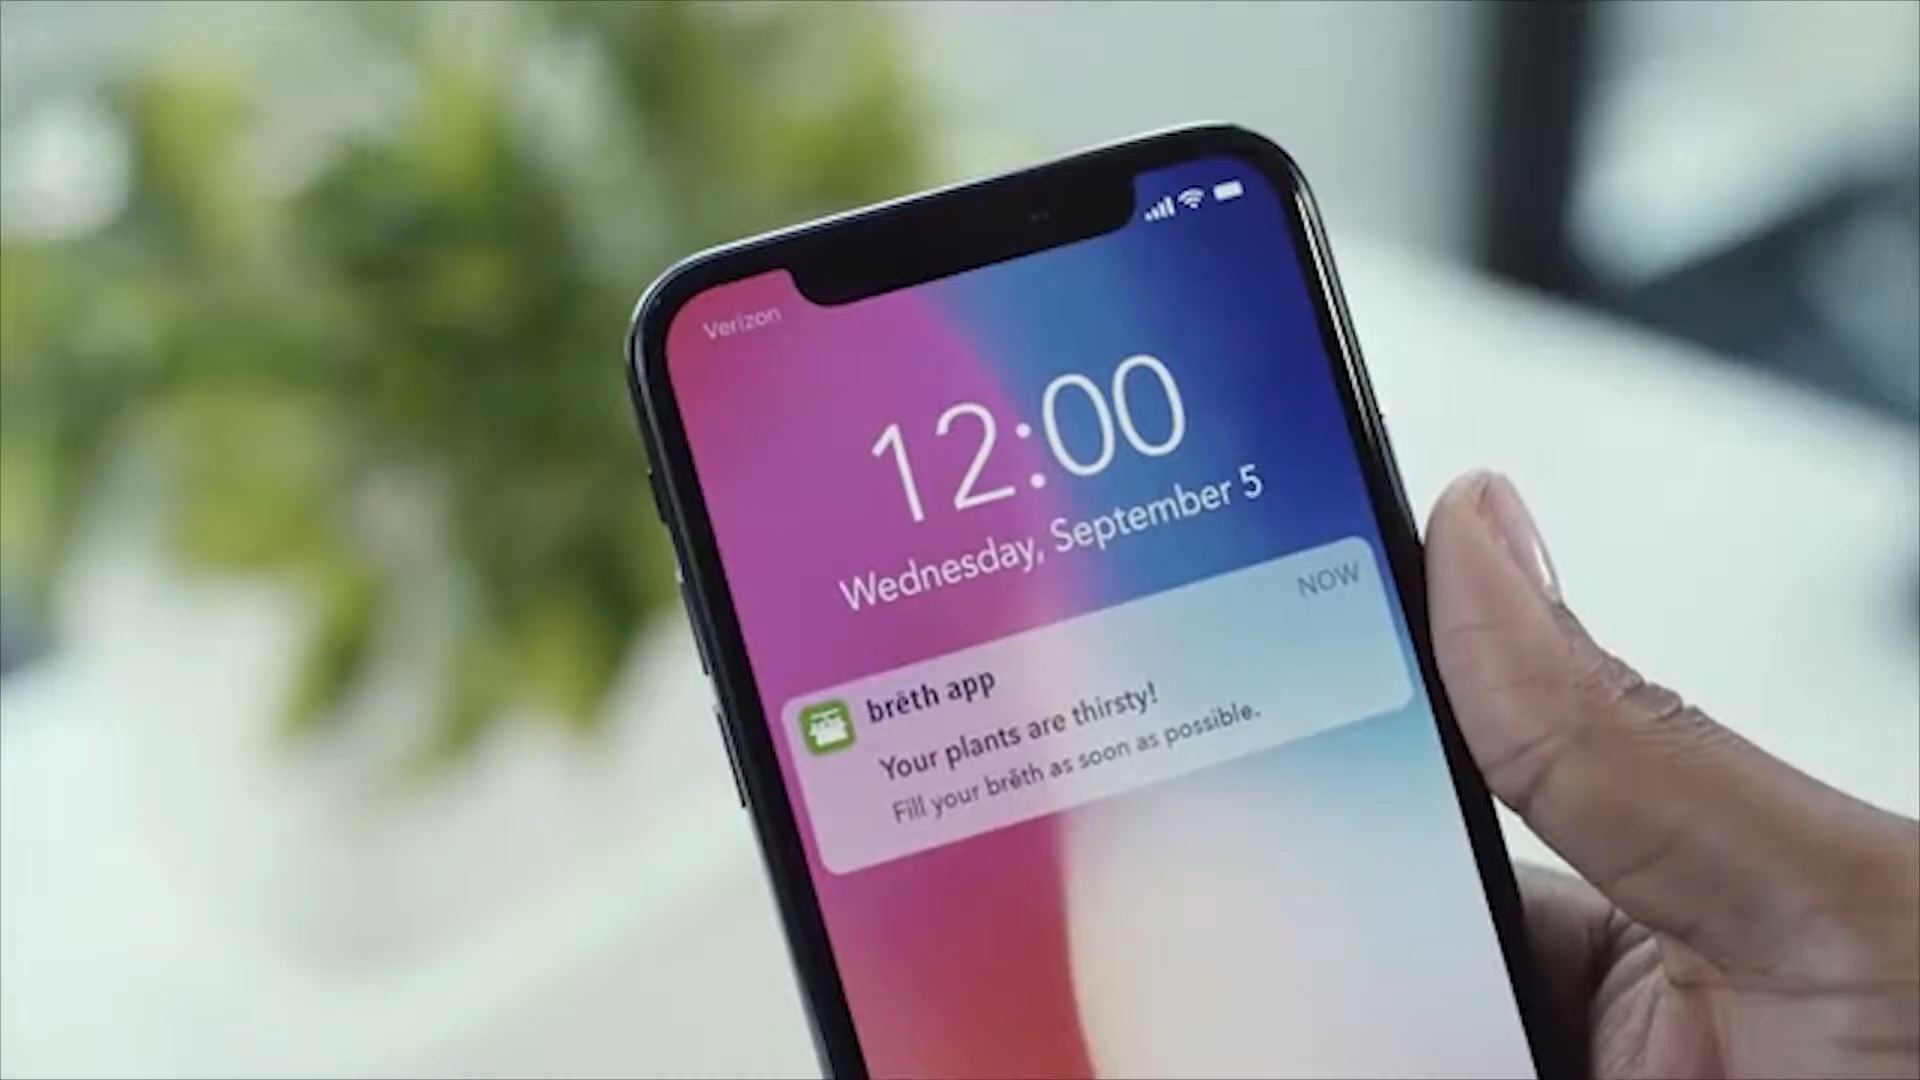 Verizon
12:00
Wednesday, September 5
NOW
brēth app
Your plants are thirsty!
Fill your brēth as soon as possible.